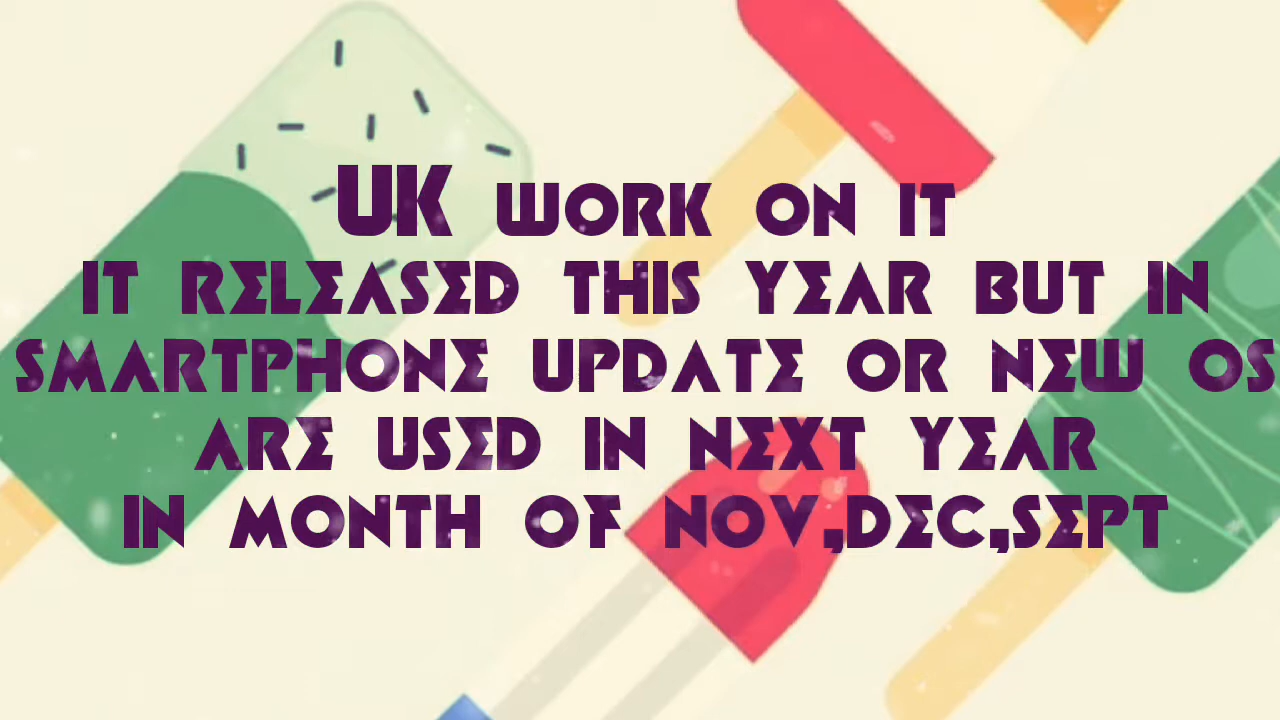 UK WORK ON IT
IT RELEASED THIS YEAR BUT IN
SMARTPHONE UPDATE OR NEW OS
ARE USED IN NEXT YEAR
IN MONTH OF NOV,DEC,SEPT